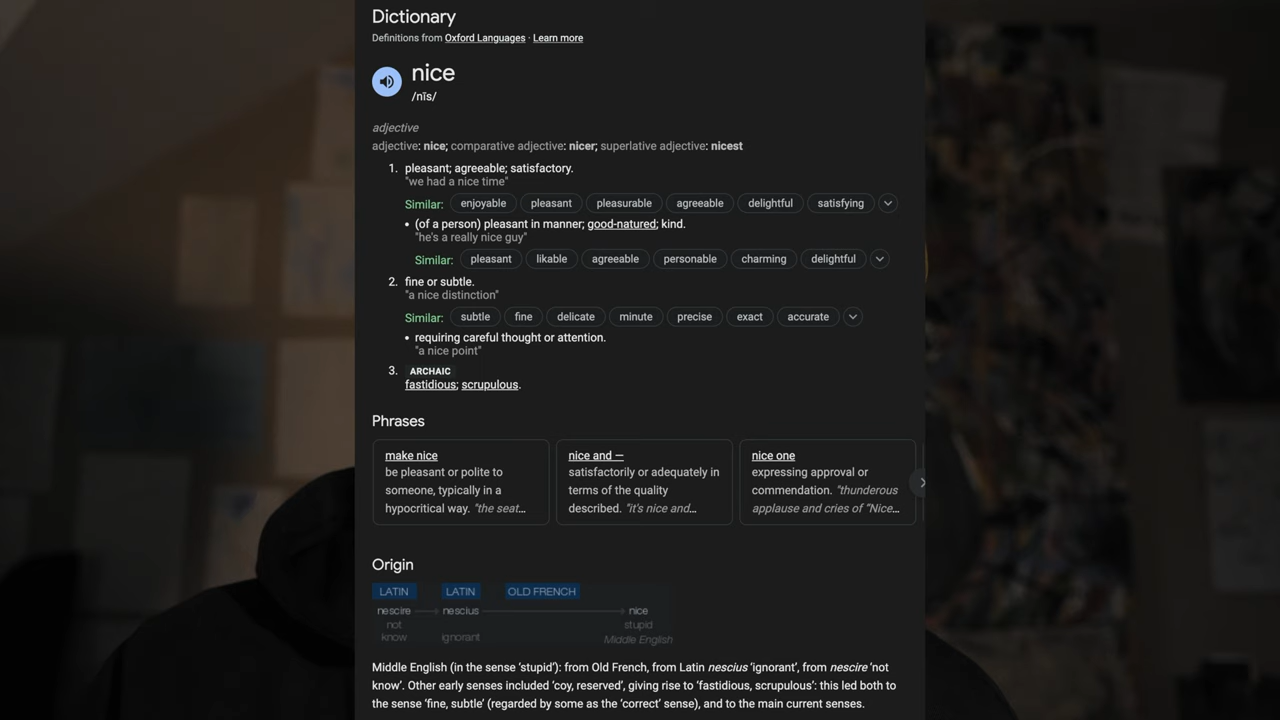 Dictionary
Definitions from Oxford Languages · Learn more
nice
/nīs/
adjective
adjective: nice; comparative adjective: nicer; superlative adjective: nicest
1. pleasant; agreeable; satisfactory.
"we had a nice time"
Similar: enjoyable pleasant pleasurable agreeable delightful satisfying
• (of a person) pleasant in manner; good-natured; kind.
"he's a really nice guy"
Similar: pleasant likable agreeable personable charming delightful
2. fine or subtle.
"a nice distinction"
Similar: subtle fine delicate minute precise exact accurate
• requiring careful thought or attention.
"a nice point"
3. ARCHAIC
fastidious; scrupulous.
Phrases
make nice
be pleasant or polite to
someone, typically in a
hypocritical way. "the seat…
nice and —
satisfactorily or adequately in
terms of the quality
described. "it's nice and…
nice one
expressing approval or
commendation. "thunderous
applause and cries of "Nice…
Origin
LATIN LATIN OLD FRENCH
nescire nescius nice
not stupid
know ignorant Middle English
Middle English (in the sense ‘stupid’): from Old French, from Latin nescius ‘ignorant’, from nescire ‘not
know’. Other early senses included ‘coy, reserved’, giving rise to ‘fastidious, scrupulous’: this led both to
the sense ‘fine, subtle’ (regarded by some as the ‘correct’ sense), and to the main current senses.